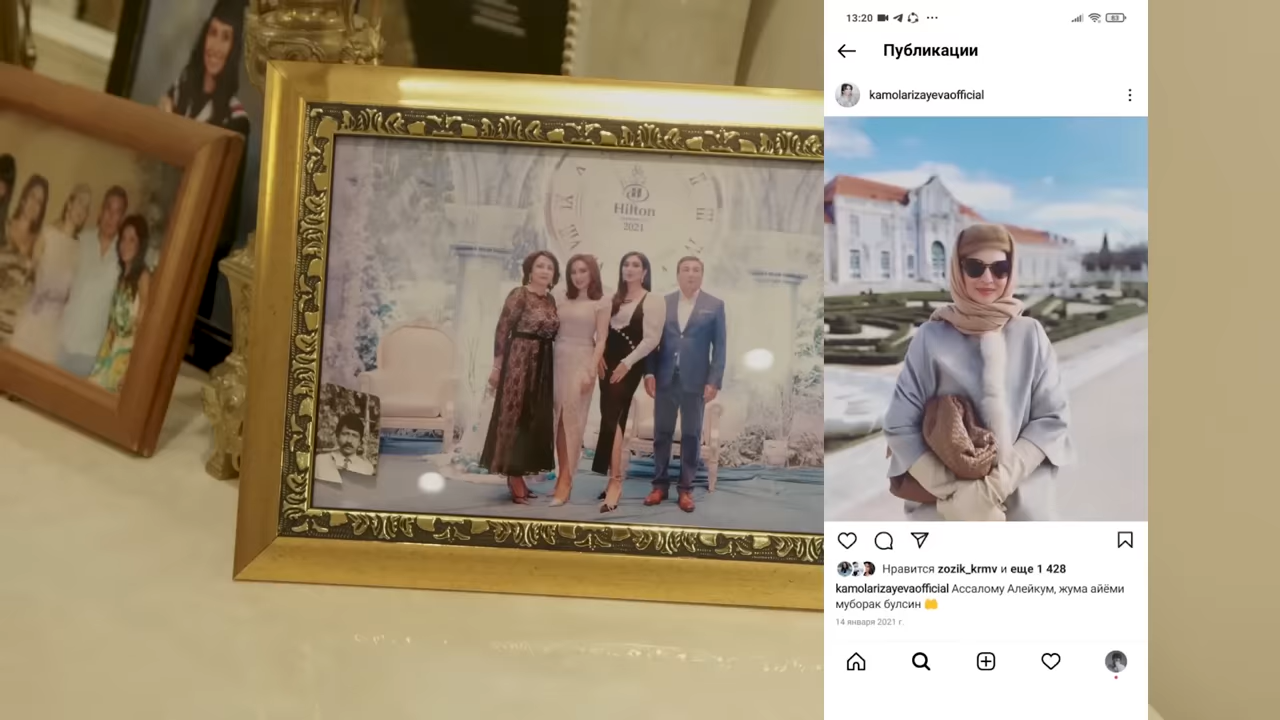 Hilton
2021
13:20
83
Публикации
kamolarizayevaofficial
Нравится zozik_krmv и еще 1 428
kamolarizayevaofficial Ассалому Алейкум, жума айёми
муборак булсин 🤲
14 января 2021 г.